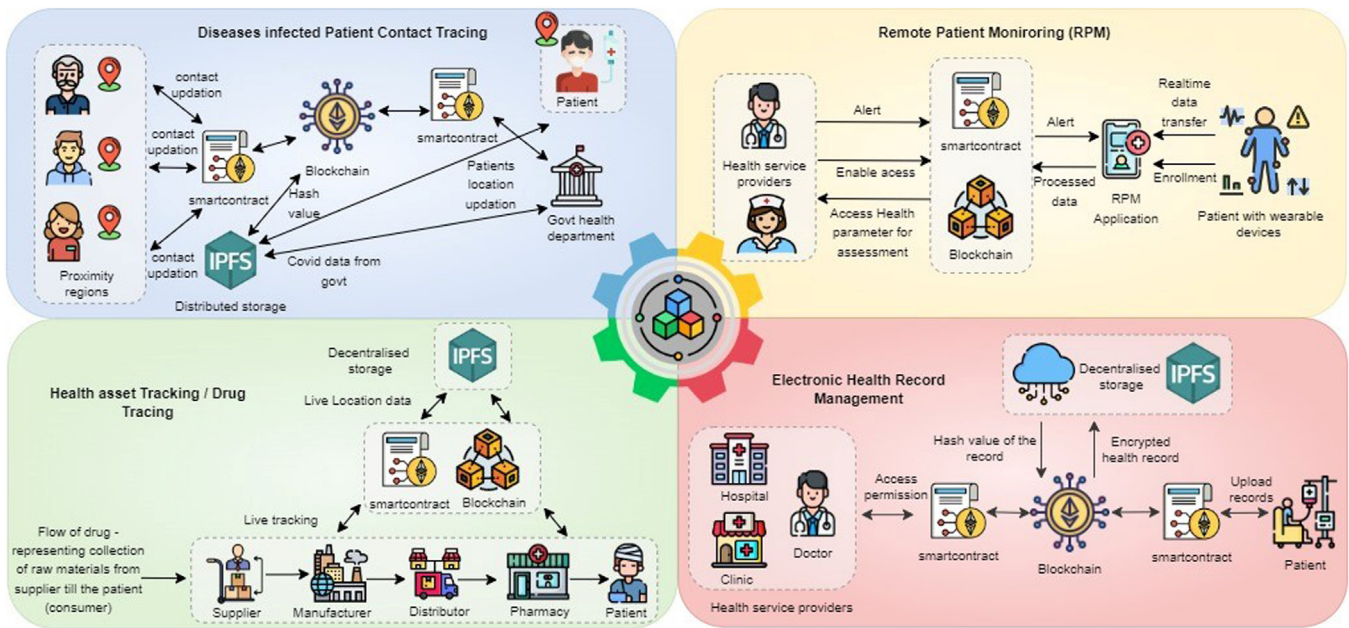 Diseases infected Patient Contact Tracing
contact
updation
contact
updation
contact
updation
smartcontract
Blockchain
smartcontract
Patient
Hash
value
Patients
location
updation
Govt health
department
Proximity
regions
IPFS
Distributed storage
Covid data from
govt
Remote Patient Moniroring (RPM)
Health service
providers
Alert
Enable acess
Access Health
parameter for
assessment
smartcontract
Blockchain
Alert
Processed
data
RPM
Application
Realtime
data
transfer
Enrollment
Patient with wearable
devices
Health asset Tracking / Drug
Tracing
Decentralised
storage
IPFS
Live Location data
smartcontract
Blockchain
Live tracking
Flow of drug -
representing collection
of raw materials from
supplier till the patient
(consumer)
Supplier
Manufacturer
Distributor
Pharmacy
Patient
Electronic Health Record
Management
Decentralised
storage
IPFS
Hash value of the
record
Encrypted
health record
Hospital
Clinic
Doctor
Health service providers
Access
permission
smartcontract
Blockchain
smartcontract
Upload
records
Patient